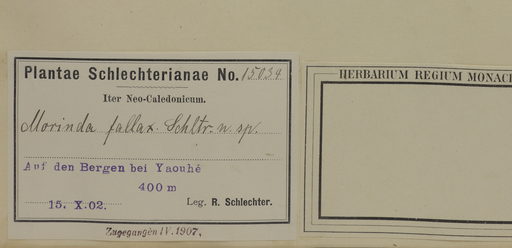 Plantae Schlechterianae No. 15034
Iter Neo-Caledonicum.
Morinda fallax Schltr. n. sp.
Auf den Bergen bei Yaouhé
400 m
15. X.02. Leg. R. Schlechter.
Zugegangen IV. 1907.
HERBARIUM REGIUM MONAC